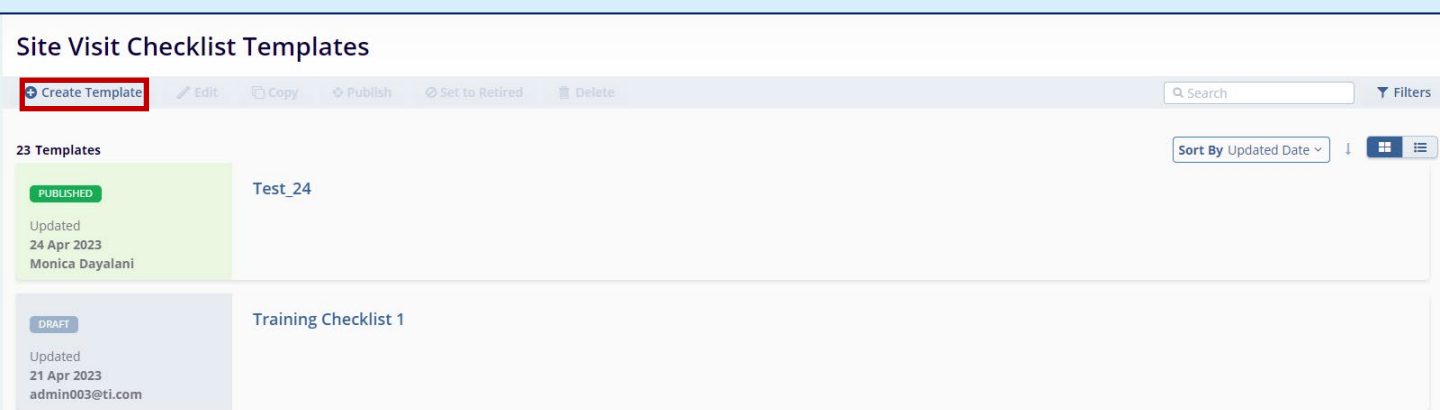 Site Visit Checklist Templates
Create Template Edit Copy Publish Set to Retired Delete Search Filters
23 Templates Sort By Updated Date
PUBLISHED
Test_24
Updated
24 Apr 2023
Monica Dayalani
DRAFT
Training Checklist 1
Updated
21 Apr 2023
admin003@ti.com